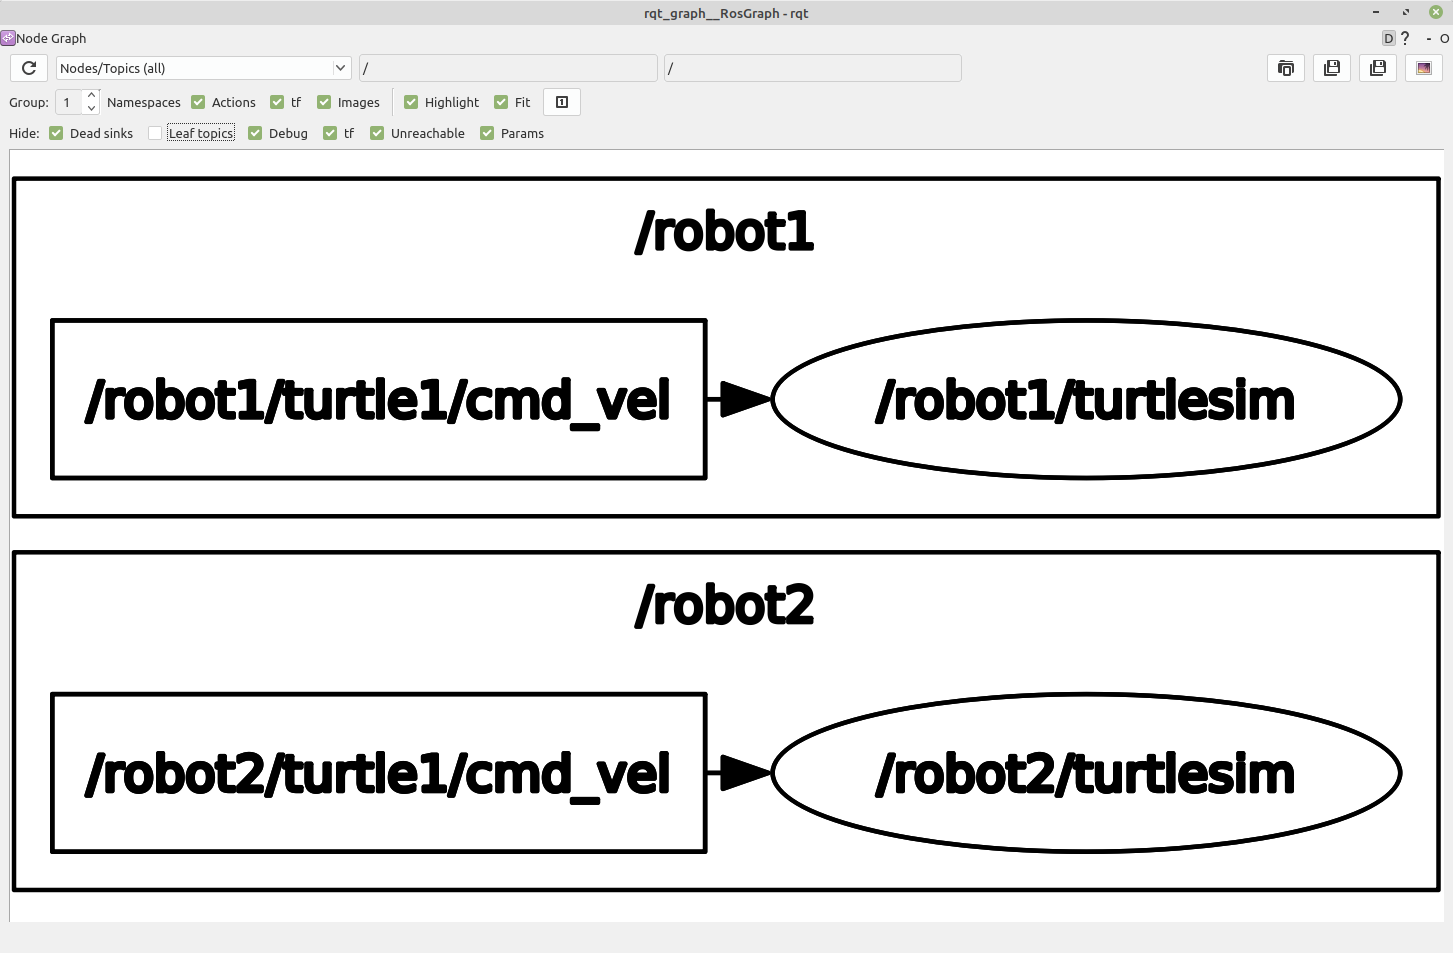 rqt_graph__RosGraph - rqt
Node Graph
D ? - O
Nodes/Topics (all) / /
Group: 1 Namespaces Actions tf Images Highlight Fit 1
Hide: Dead sinks Leaf topics Debug tf Unreachable Params
/robot1
/robot1/turtle1/cmd_vel /robot1/turtlesim
/robot2
/robot2/turtle1/cmd_vel /robot2/turtlesim